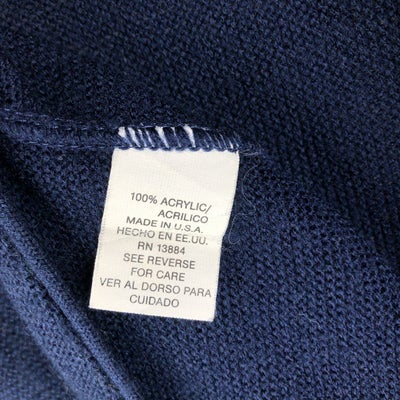 100% ACRYLIC/
ACRILICO
MADE IN U.S.A.
HECHO EN EE.UU.
RN 13884
SEE REVERSE
FOR CARE
VER AL DORSO PARA
CUIDADO